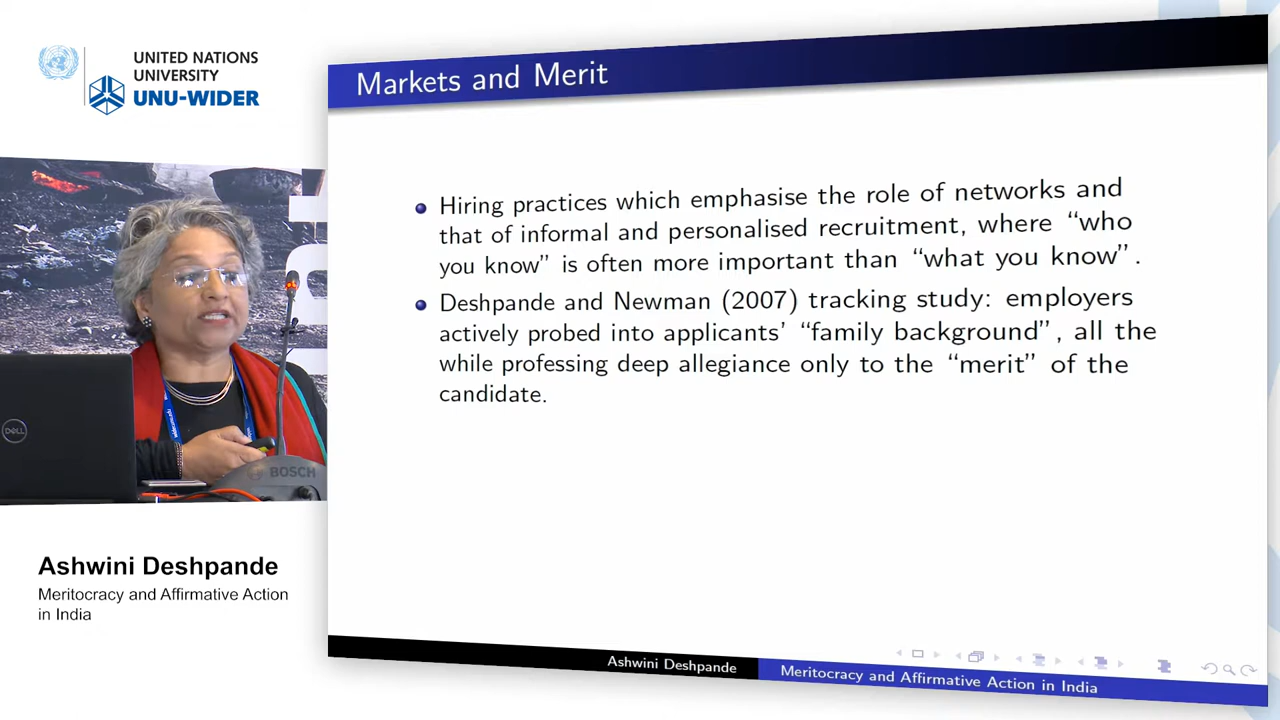 UNITED NATIONS
UNIVERSITY
UNU-WIDER
Markets and Merit
Hiring practices which emphasise the role of networks and
that of informal and personalised recruitment, where “who
you know” is often more important than “what you know”.
Deshpande and Newman (2007) tracking study: employers
actively probed into applicants’ “family background”, all the
while professing deep allegiance only to the “merit” of the
candidate.
DELL
BOSCH
Ashwini Deshpande
Meritocracy and Affirmative Action
in India
Ashwini Deshpande
Meritocracy and Affirmative Action in India